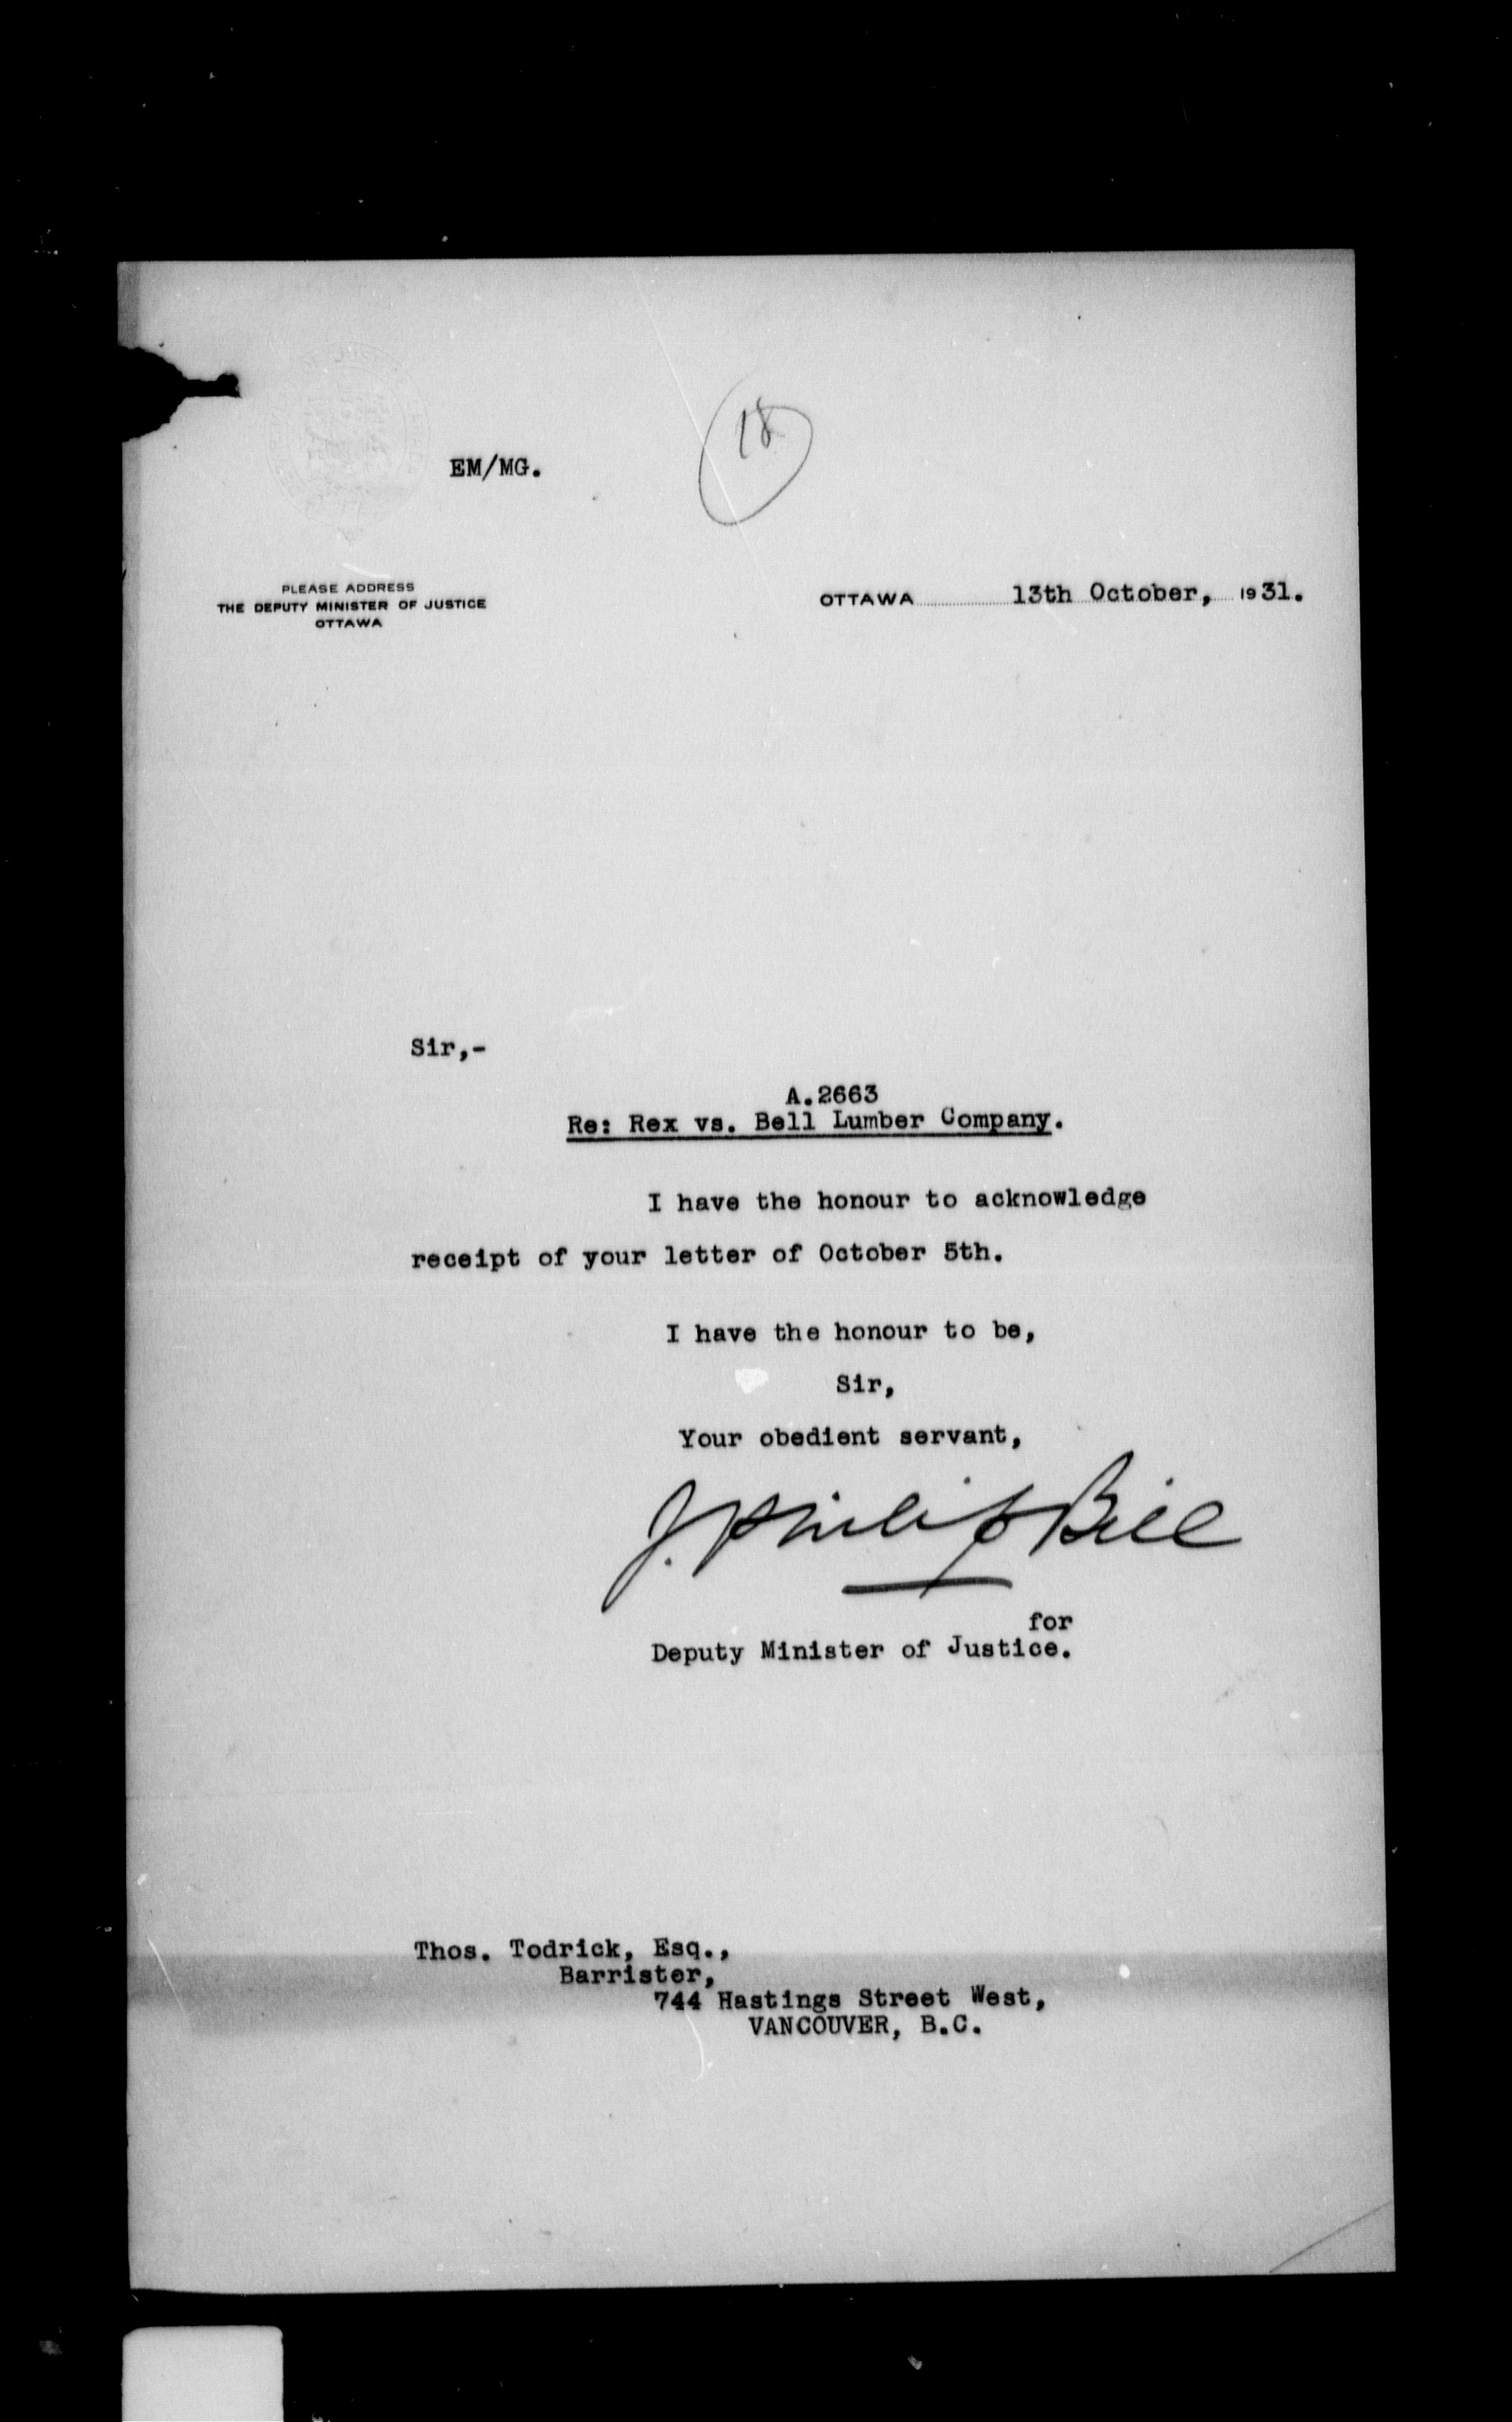 18
EM/MG.
PLEASE ADDRESS
THE DEPUTY MINISTER OF JUSTICE
OTTAWA
OTTAWA 13th October, 1931.
Sir,-
A.2663
Re: Rex vs. Bell Lumber Company.
I have the honour to acknowledge
receipt of your letter of October 5th.
I have the honour to be,
Sir,
Your obedient servant,
J. Philip Bill
for
Deputy Minister of Justice.
Thos. Todrick, Esq.,
Barrister,
744 Hastings Street West,
VANCOUVER, B.C.